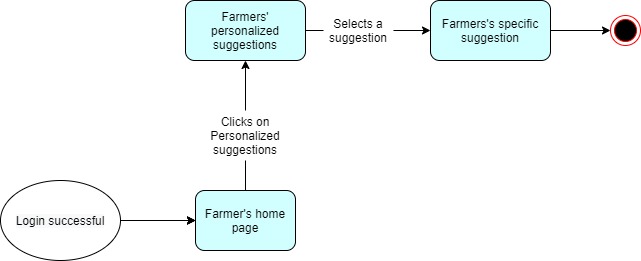 Farmers'
personalized
suggestions
Selects a
suggestion
Farmers's specific
suggestion
Clicks on
Personalized
suggestions
Login successful
Farmer's home
page